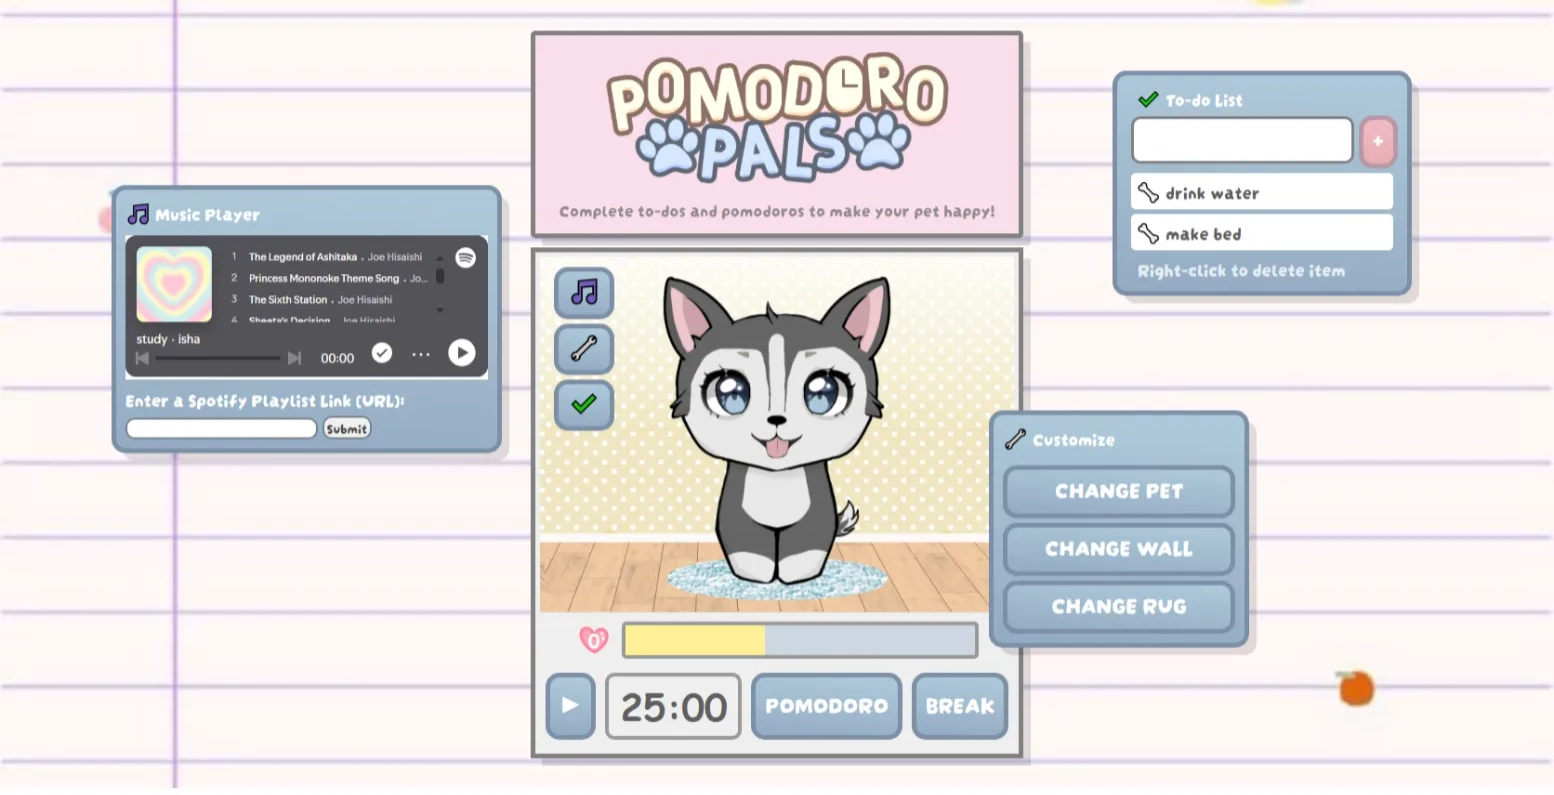 POMODORO
PALS
Complete to-dos and pomodoros to make your pet happy!
Music Player
1 The Legend of Ashitaka . Joe Hisaishi
2 Princess Mononoke Theme Song . Jo...
3 The Sixth Station . Joe Hisaishi
4 Sheeta's Decision . Joe Hisaishi
study · isha
00:00
Enter a Spotify Playlist Link (URL):
Submit
To-do List
+
drink water
make bed
Right-click to delete item
Customize
CHANGE PET
CHANGE WALL
CHANGE RUG
0
25:00
POMODORO
BREAK